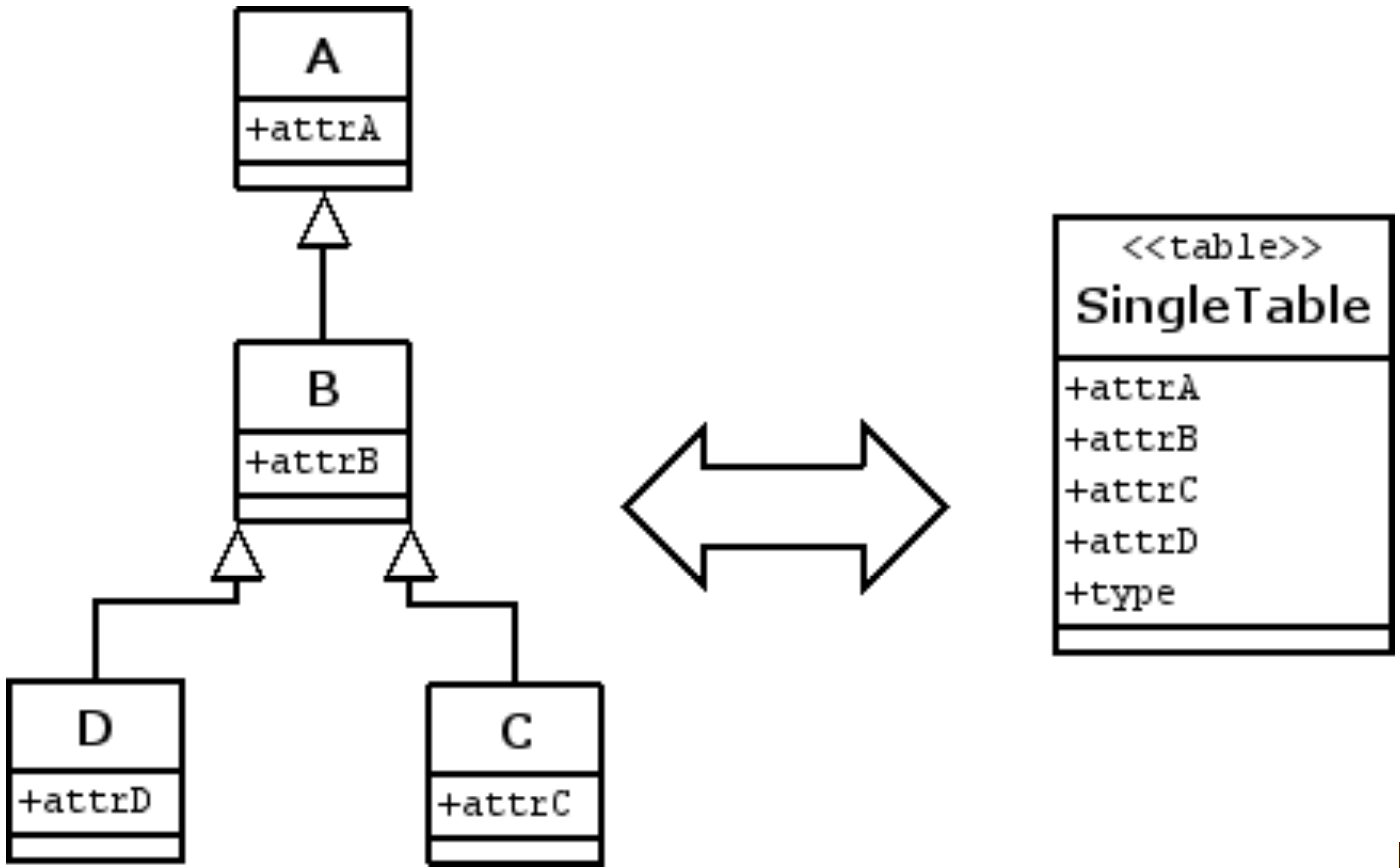 A
+attrA
B
+attrB
D
+attrD
C
+attrC
<<table>>
SingleTable
+attrA
+attrB
+attrC
+attrD
+type